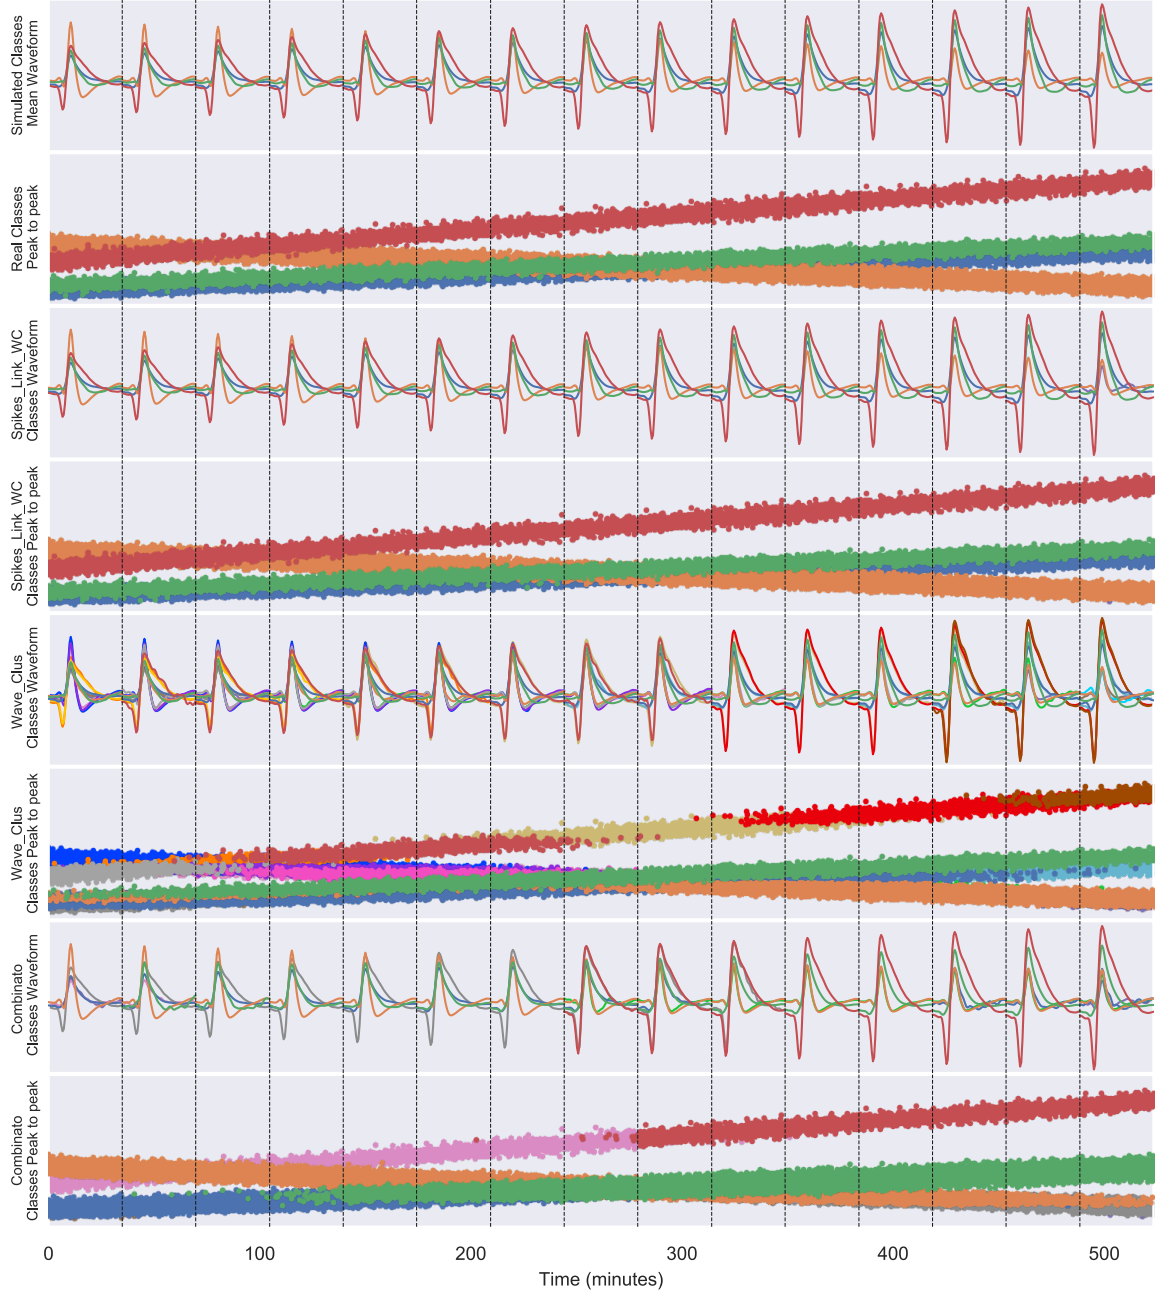 Simulated Classes
Mean Waveform
Real Classes
Peak to peak
Spikes_Link_WC
Classes Waveform
Spikes_Link_WC
Classes Peak to peak
Wave_Clus
Classes Waveform
Wave_Clus
Classes Peak to peak
Combinato
Classes Waveform
Combinato
Classes Peak to peak
0 100 200 300 400 500
Time (minutes)